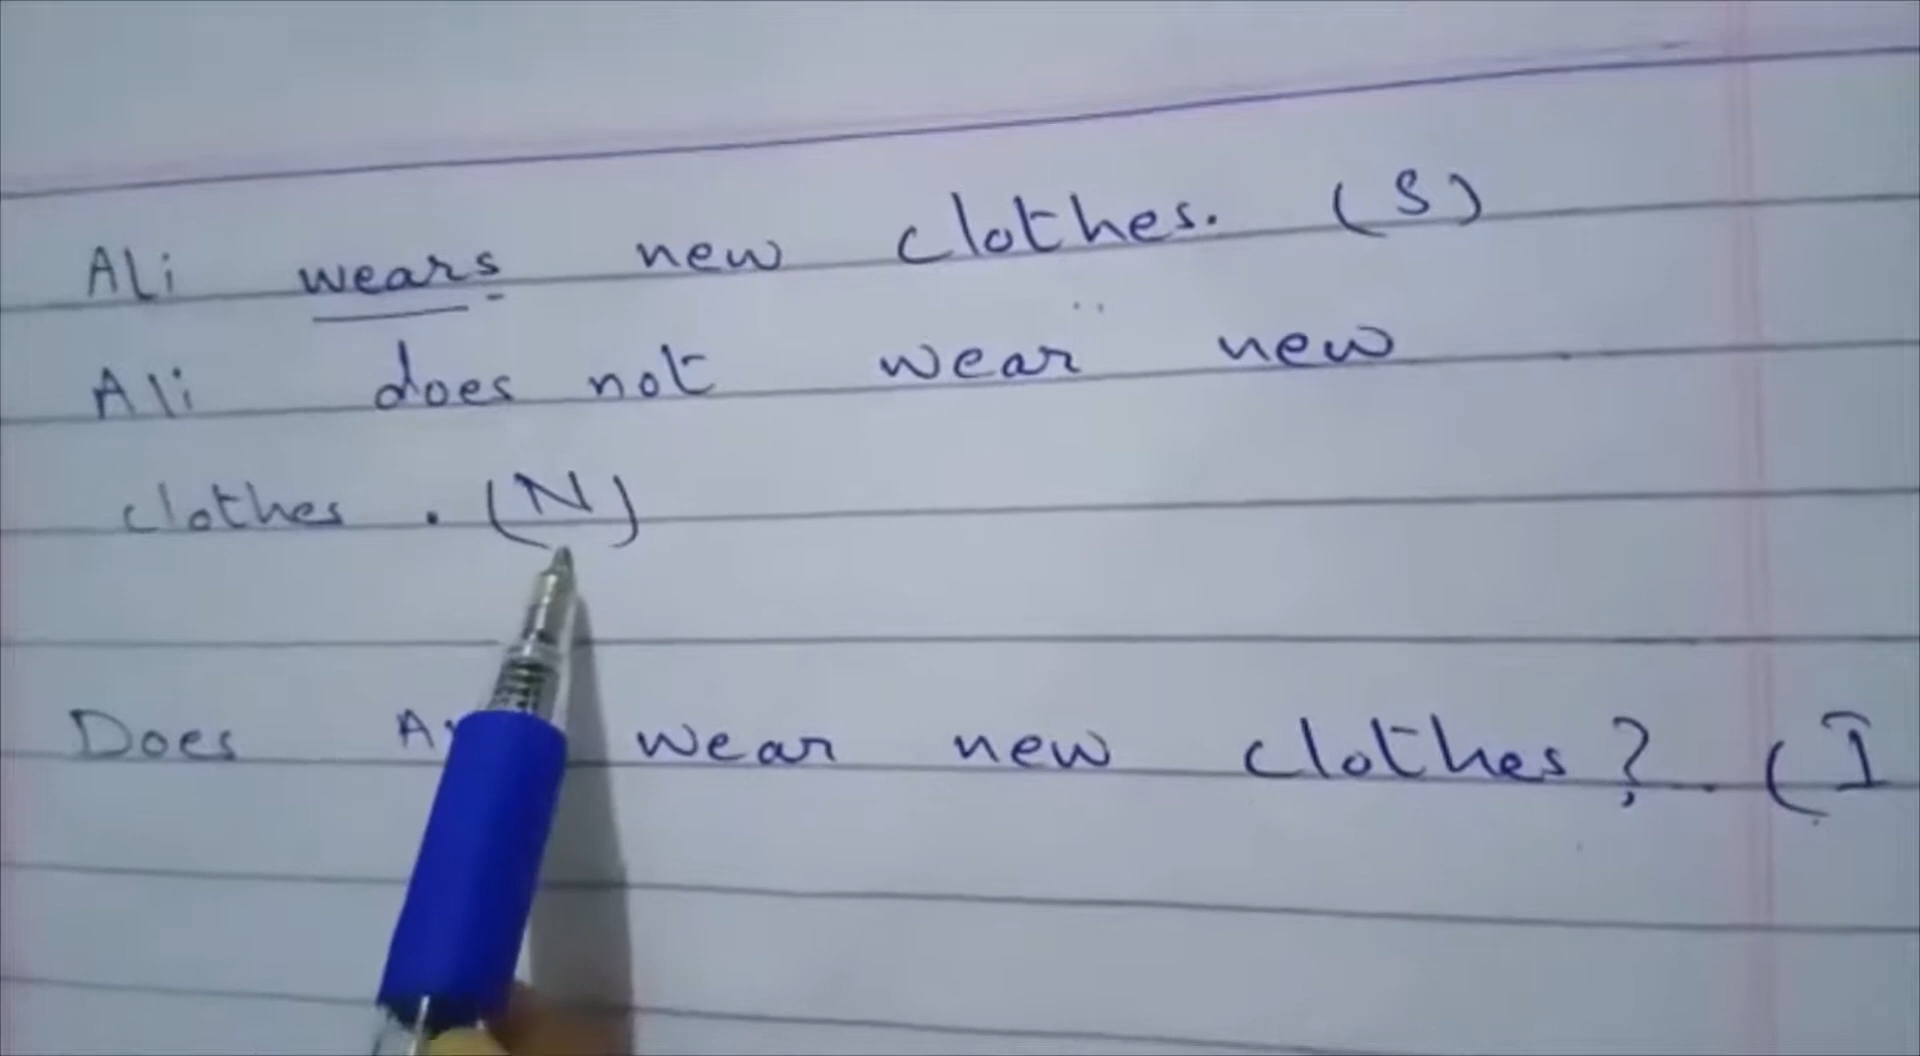 Ali wears new clothes. (S)
Ali does not wear new
clothes. (N)
Does wear new clothes? (I